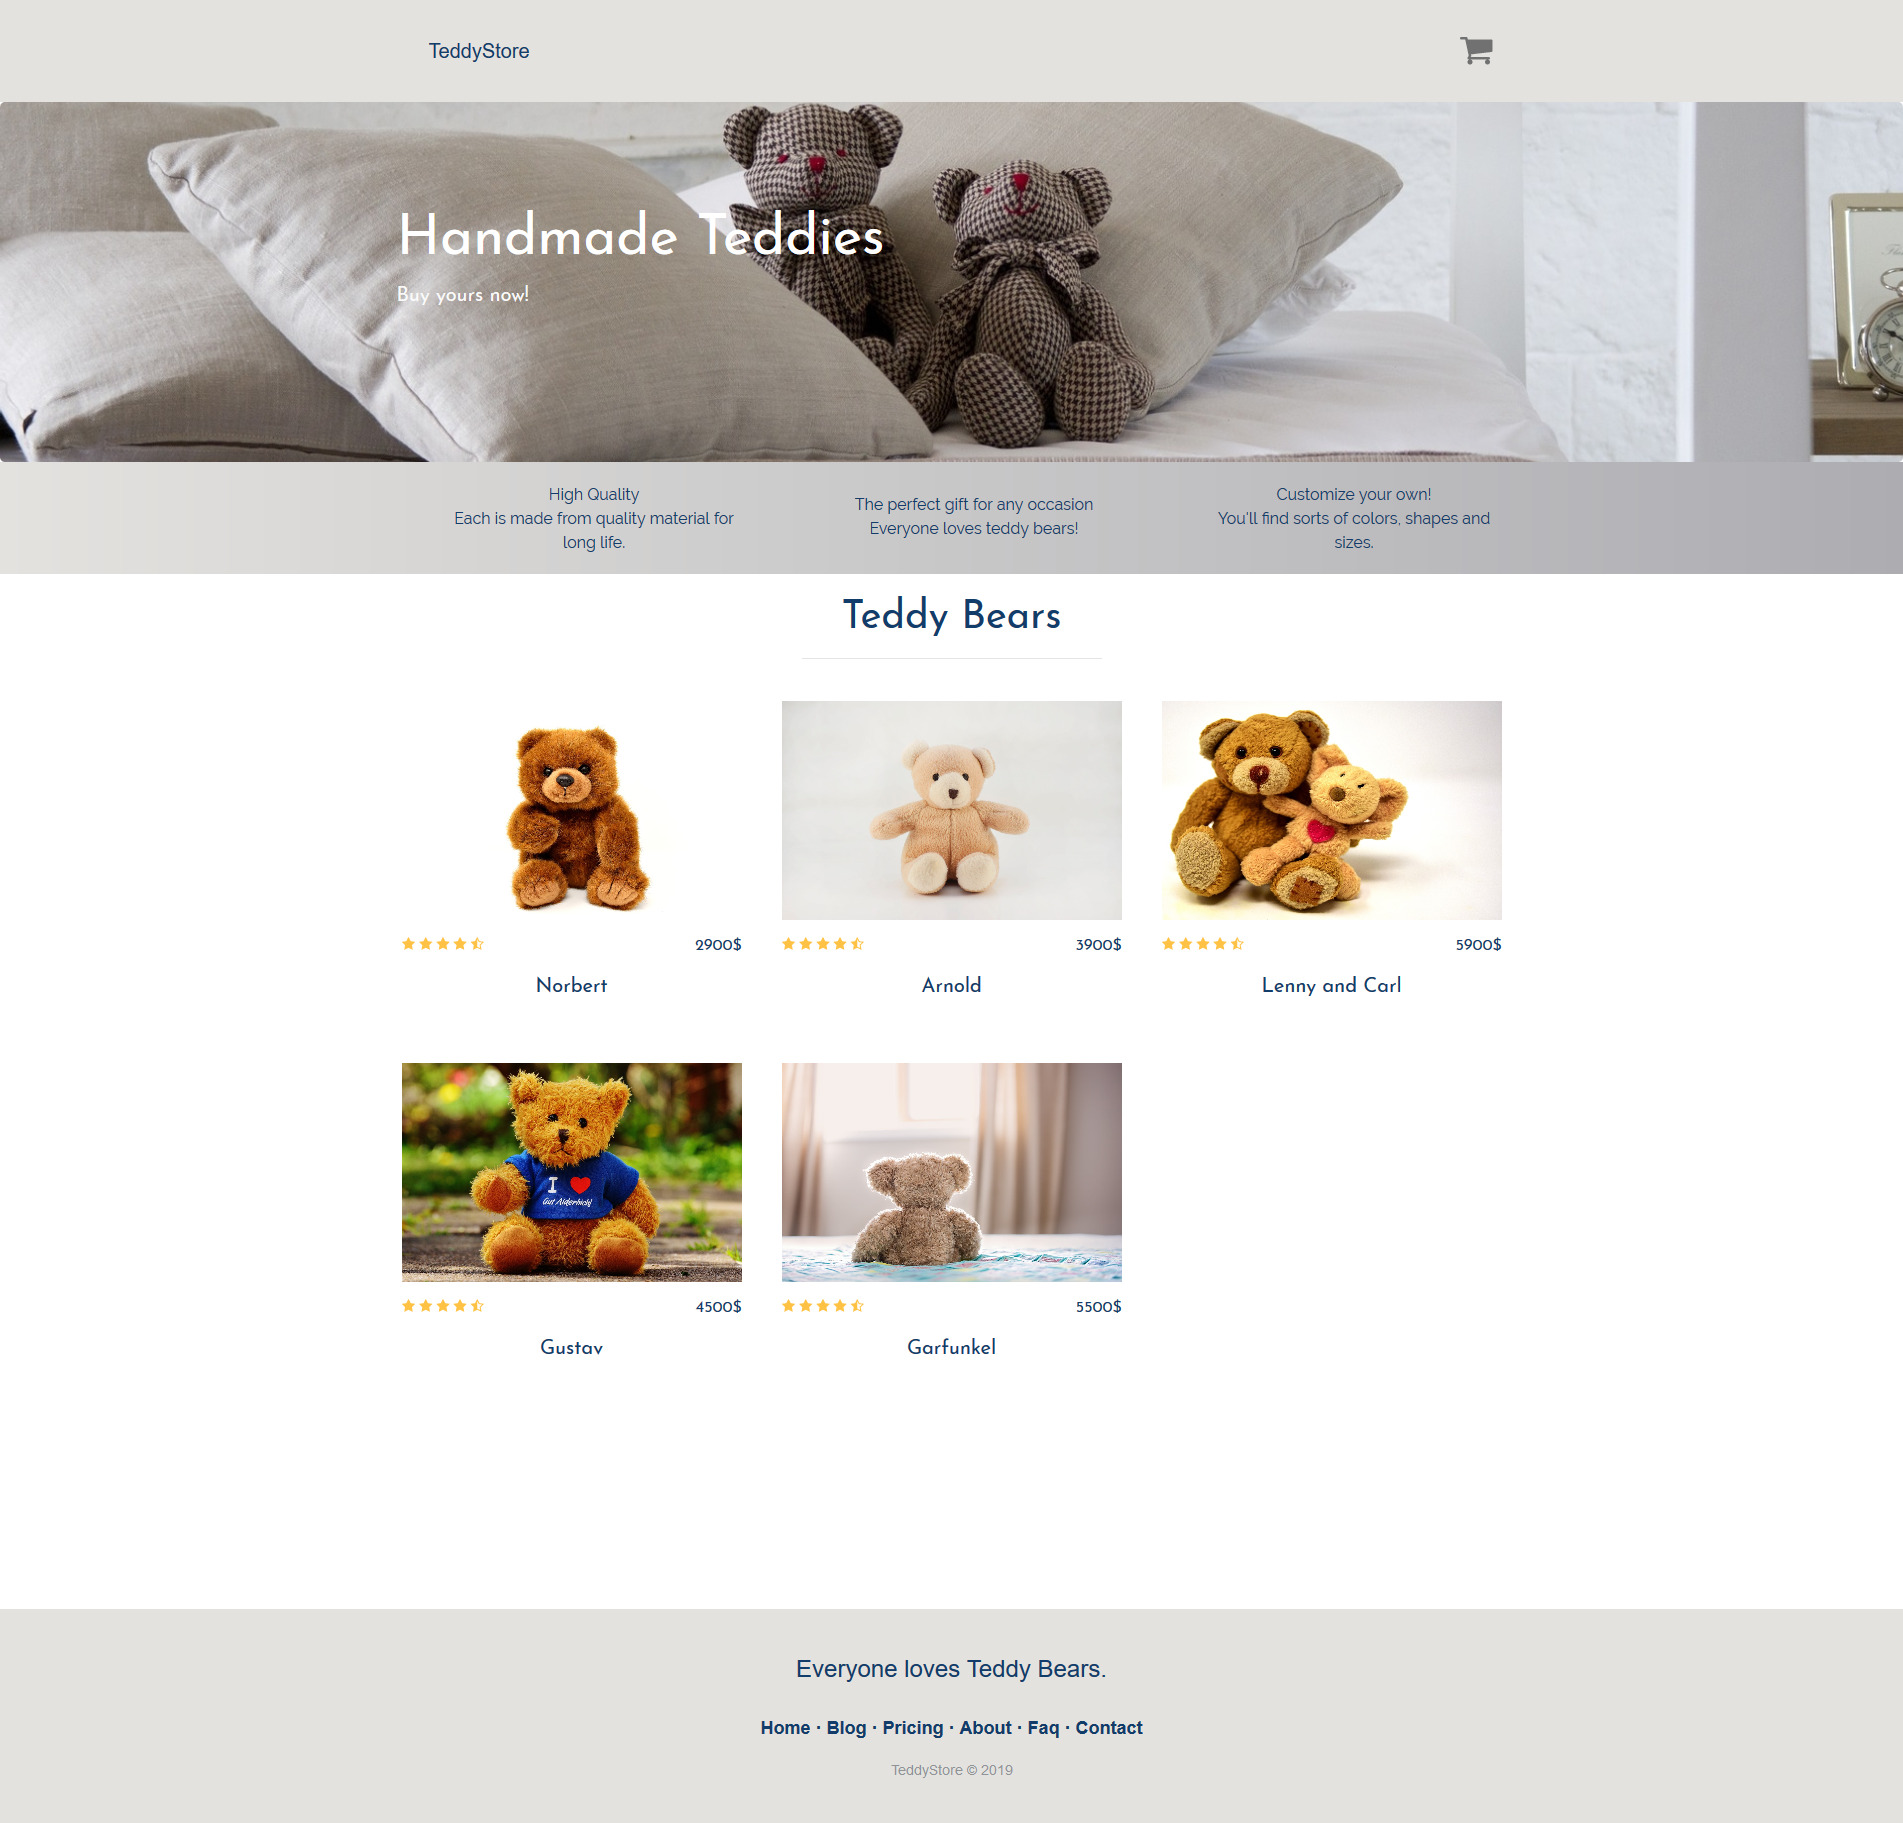 TeddyStore
Handmade Teddies
Buy yours now!
High Quality
Each is made from quality material for
long life.
The perfect gift for any occasion
Everyone loves teddy bears!
Customize your own!
You'll find sorts of colors, shapes and
sizes.
Teddy Bears
2900$
Norbert
3900$
Arnold
5900$
Lenny and Carl
I
Gut Aiderbichl
4500$
Gustav
5500$
Garfunkel
Everyone loves Teddy Bears.
Home · Blog · Pricing · About · Faq · Contact
TeddyStore © 2019